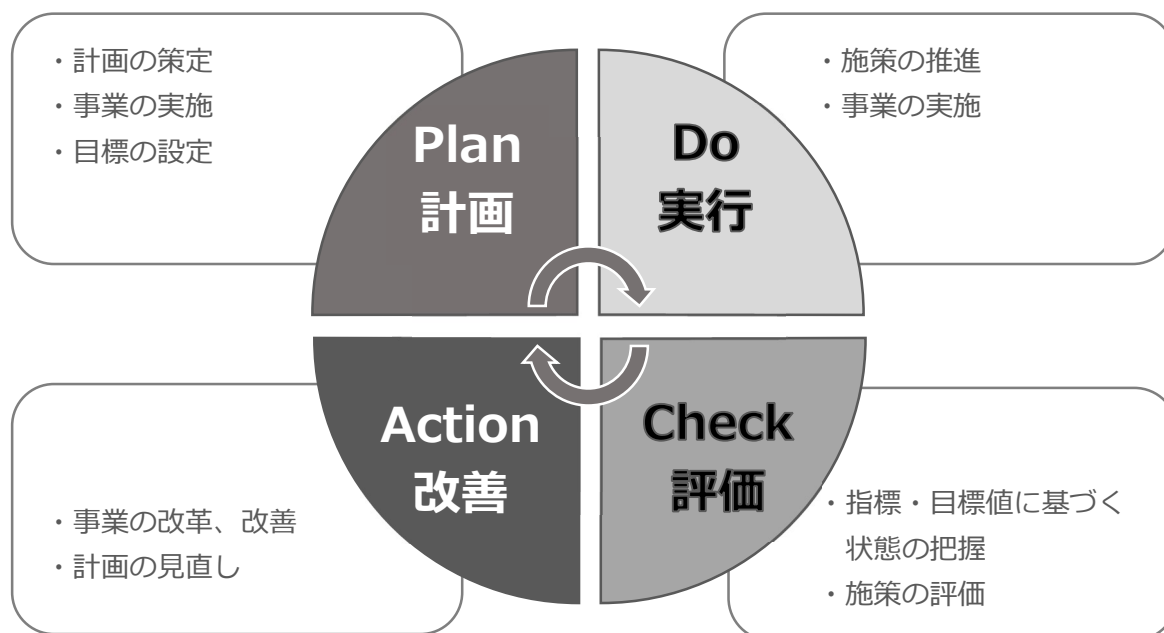 ・計画の策定
・事業の実施
・目標の設定
Plan
計画
Do
実行
・施策の推進
・事業の実施
・事業の改革、改善
・計画の見直し
Action
改善
Check
評価
・指標・目標値に基づく
状態の把握
・施策の評価